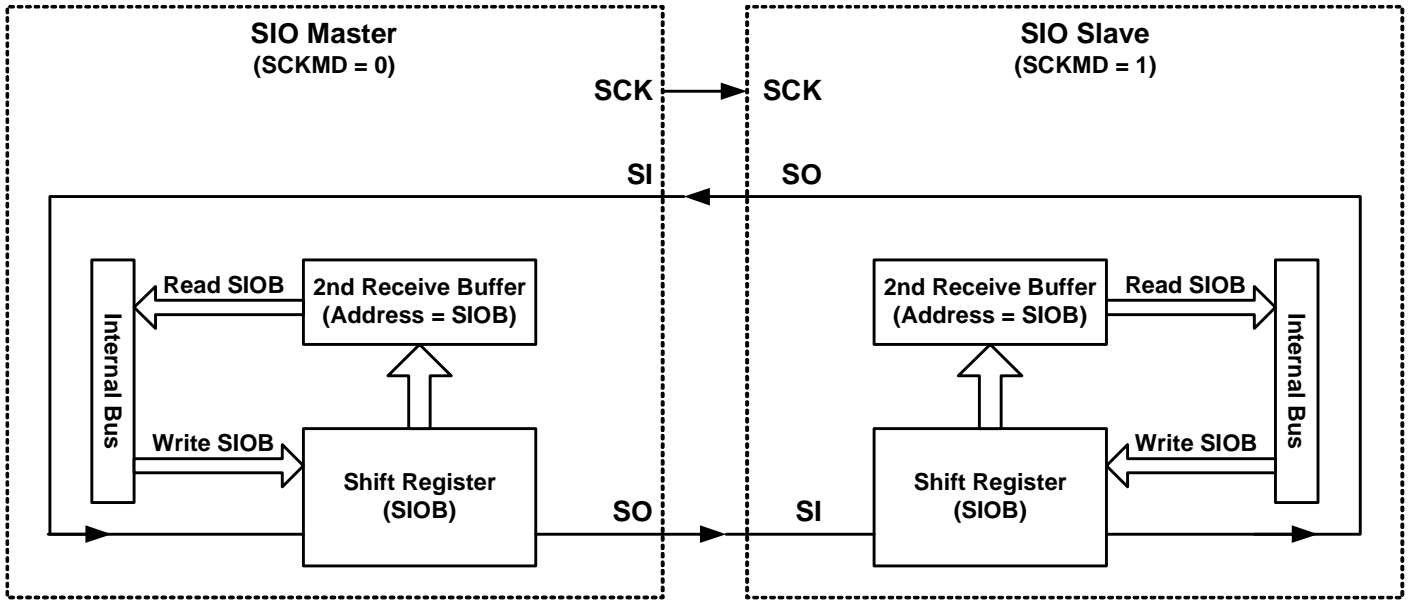 SIO Master
(SCKMD = 0)
SIO Slave
(SCKMD = 1)
SCK
SCK
SI
SO
Read SIOB
2nd Receive Buffer
(Address = SIOB)
Internal Bus
Write SIOB
Shift Register
(SIOB)
SO
SI
2nd Receive Buffer
(Address = SIOB)
Read SIOB
Internal Bus
Write SIOB
Shift Register
(SIOB)